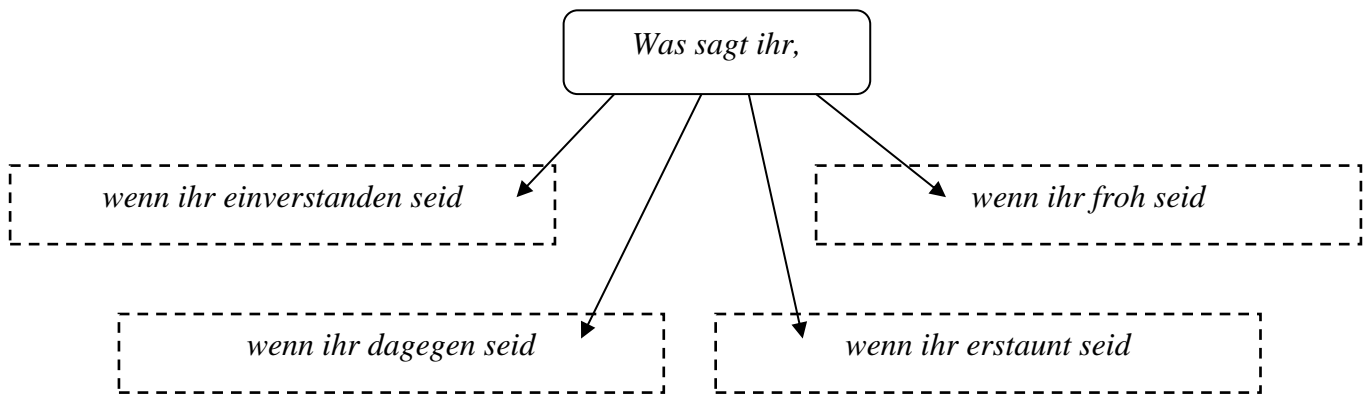 Was sagt ihr,
wenn ihr einverstanden seid
wenn ihr froh seid
wenn ihr dagegen seid
wenn ihr erstaunt seid